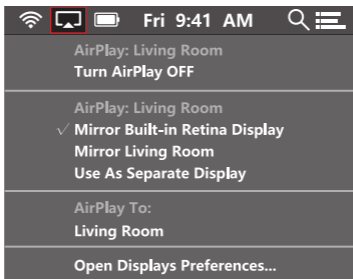 Fri 9:41 AM
AirPlay: Living Room
Turn AirPlay OFF
AirPlay: Living Room
✓ Mirror Built-in Retina Display
Mirror Living Room
Use As Separate Display
AirPlay To:
Living Room
Open Displays Preferences...